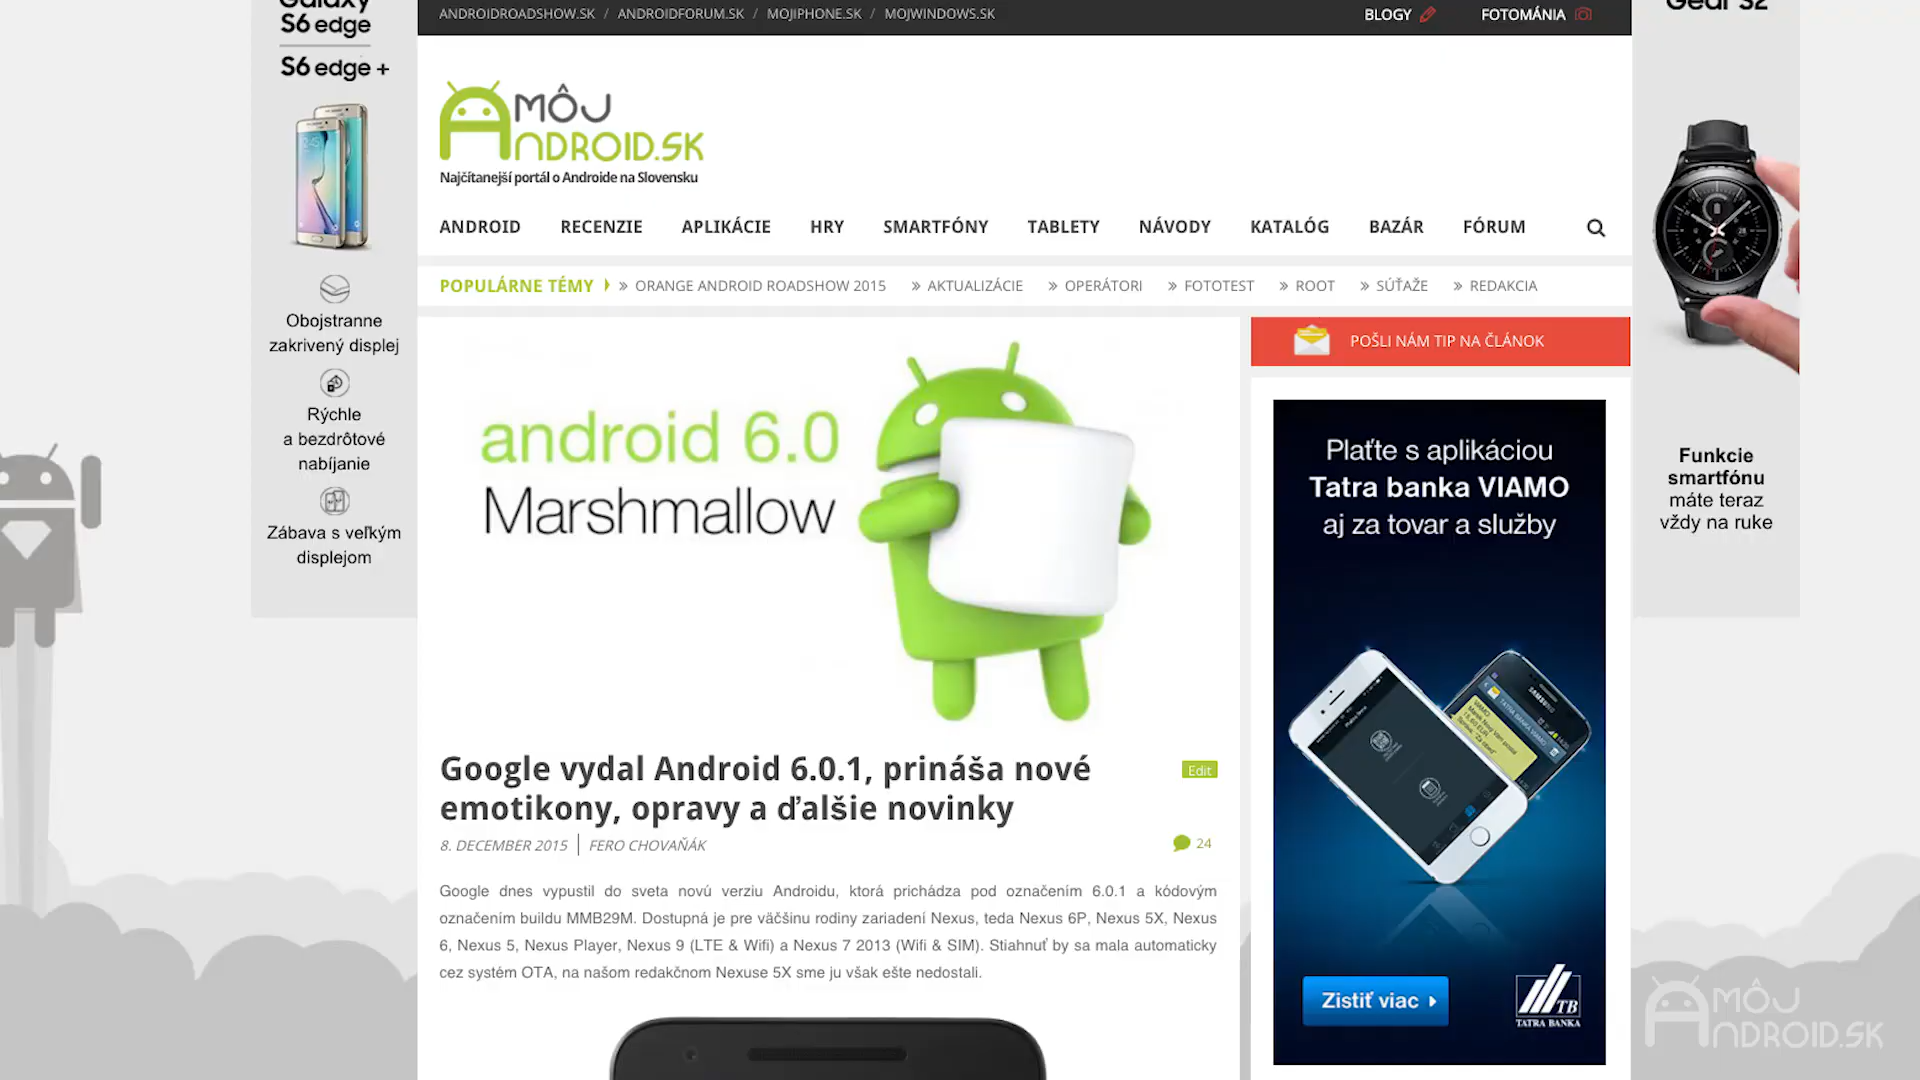 Galaxy
S6 edge
S6 edge +
Obojstranne
zakrivený displej
Rýchle
a bezdrôtové
nabíjanie
Zábava s veľkým
displejom
ANDROIDROADSHOW.SK / ANDROIDFORUM.SK / MOJIPHONE.SK / MOJWINDOWS.SK
BLOGY
FOTOMÁNIA
MÔJ
ANDROID.SK
Najčítanejší portál o Androide na Slovensku
ANDROID RECENZIE APLIKÁCIE HRY SMARTFÓNY TABLETY NÁVODY KATALÓG BAZÁR FÓRUM
POPULÁRNE TÉMY » ORANGE ANDROID ROADSHOW 2015 » AKTUALIZÁCIE » OPERÁTORI » FOTOTEST » ROOT » SÚŤAŽE » REDAKCIA
android 6.0
Marshmallow
Google vydal Android 6.0.1, prináša nové
emotikony, opravy a ďalšie novinky
Edit
8. DECEMBER 2015 | FERO CHOVAŇÁK
24
Google dnes vypustil do sveta novú verziu Androidu, ktorá prichádza pod označením 6.0.1 a kódovým
označením buildu MMB29M. Dostupná je pre väčšinu rodiny zariadení Nexus, teda Nexus 6P, Nexus 5X, Nexus
6, Nexus 5, Nexus Player, Nexus 9 (LTE & Wifi) a Nexus 7 2013 (Wifi & SIM). Stiahnuť by sa mala automaticky
cez systém OTA, na našom redakčnom Nexuse 5X sme ju však ešte nedostali.
POŠLI NÁM TIP NA ČLÁNOK
Plaťte s aplikáciou
Tatra banka VIAMO
aj za tovar a služby
SAMSUNG
TATRA BANKA VIAMO
Zistiť viac
TB
TATRA BANKA
Gear S2
Funkcie
smartfónu
máte teraz
vždy na ruke
MÔJ
ANDROID.SK